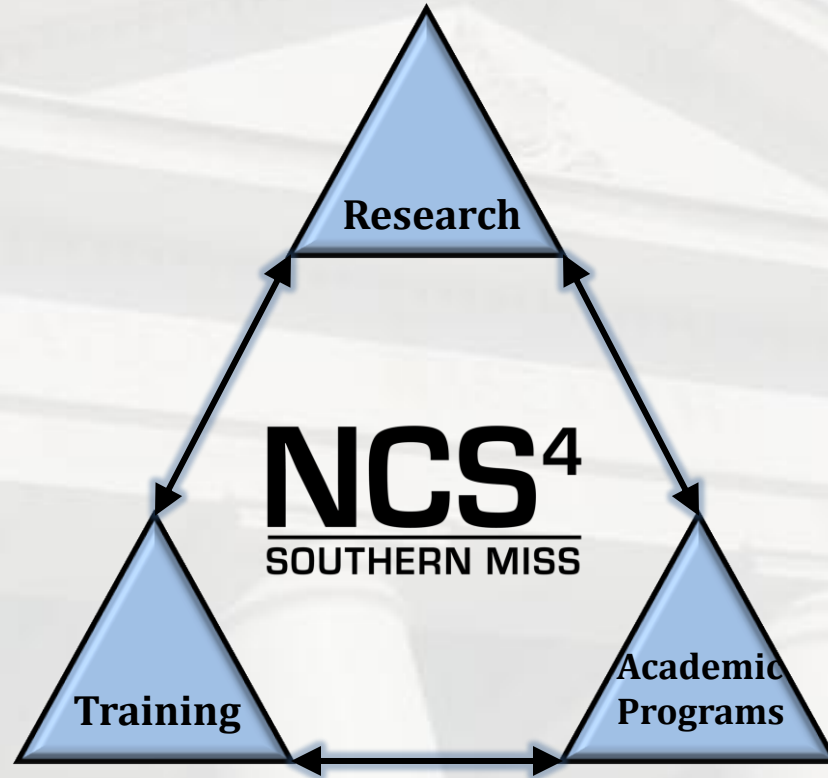 Research
NCS⁴
SOUTHERN MISS
Training
Academic
Programs